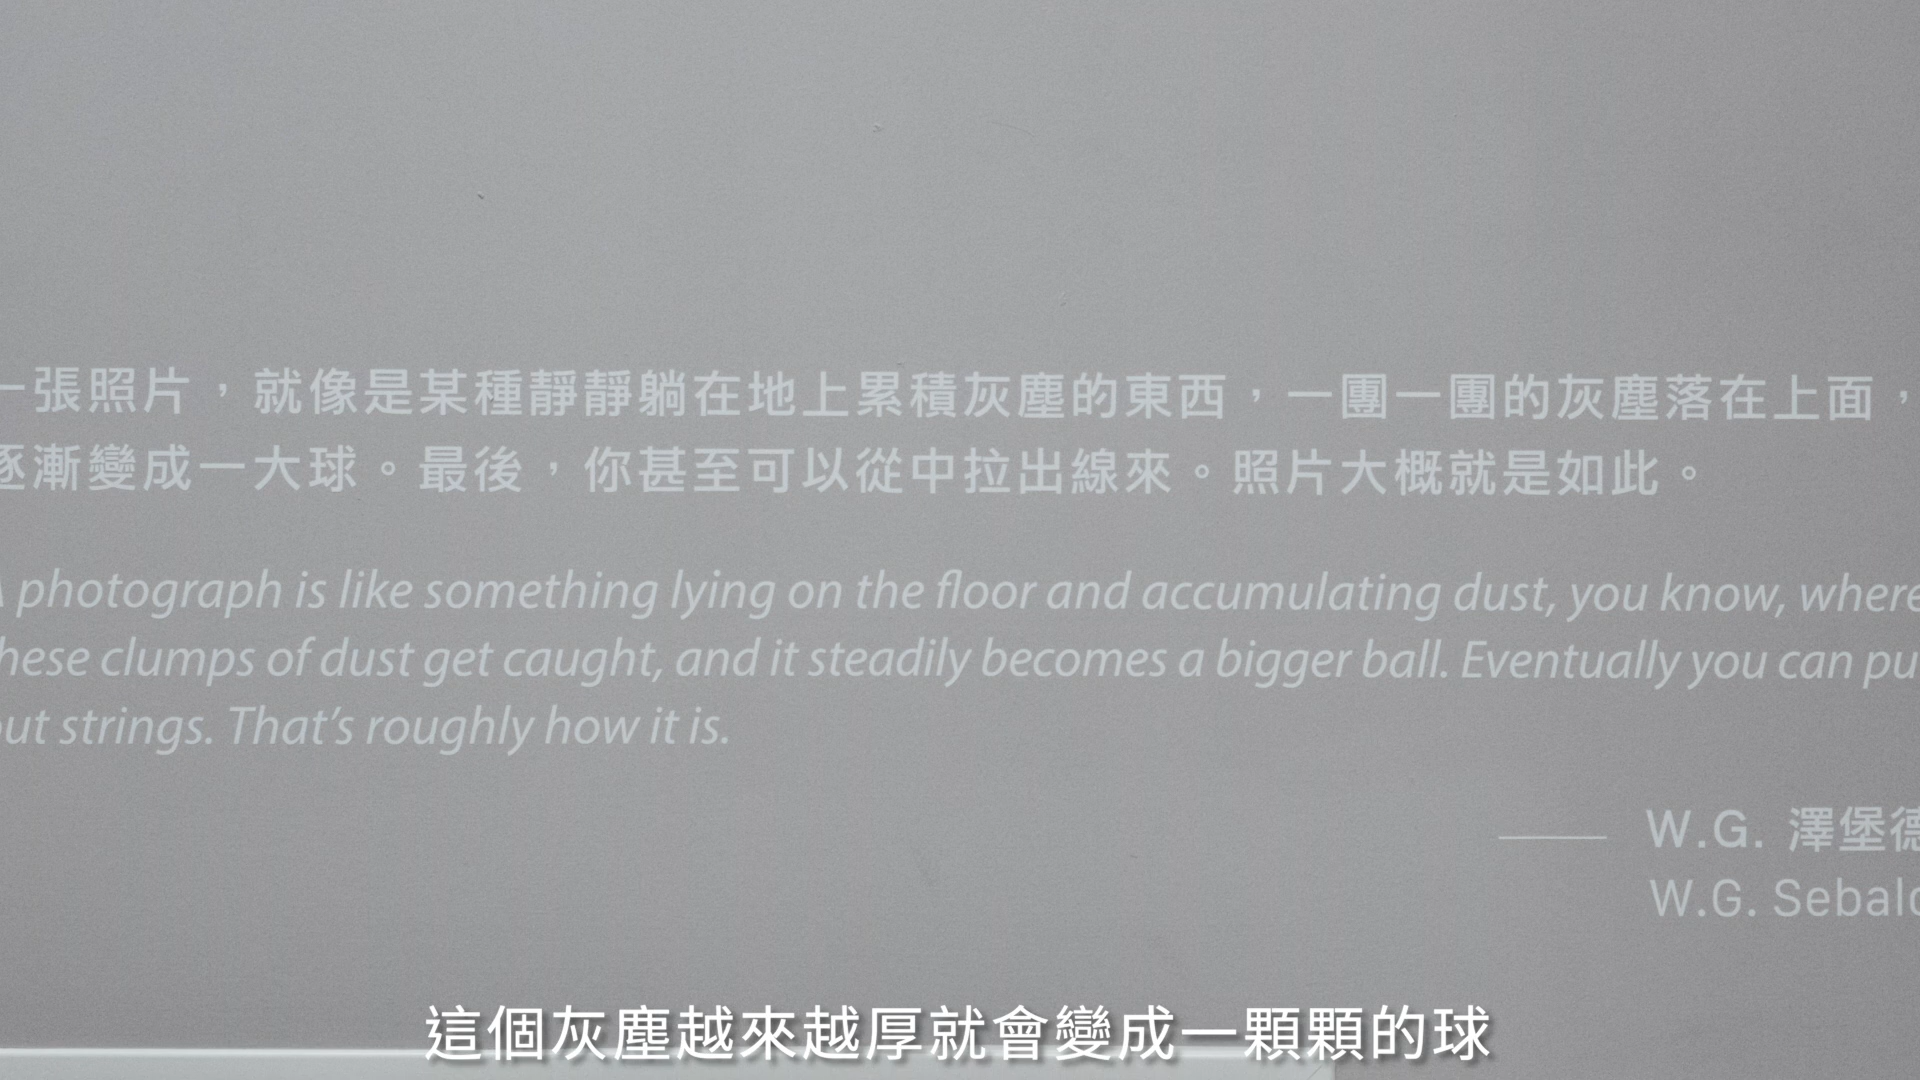 一張照片，就像是某種靜靜躺在地上累積灰塵的東西，一團一團的灰塵落在上面，
逐漸變成一大球。最後，你甚至可以從中拉出線來。照片大概就是如此。
A photograph is like something lying on the floor and accumulating dust, you know, where
these clumps of dust get caught, and it steadily becomes a bigger ball. Eventually you can
out strings. That’s roughly how it is.
W.G. 澤堡德
W.G. Sebald
這個灰塵越來越厚就會變成一顆顆的球